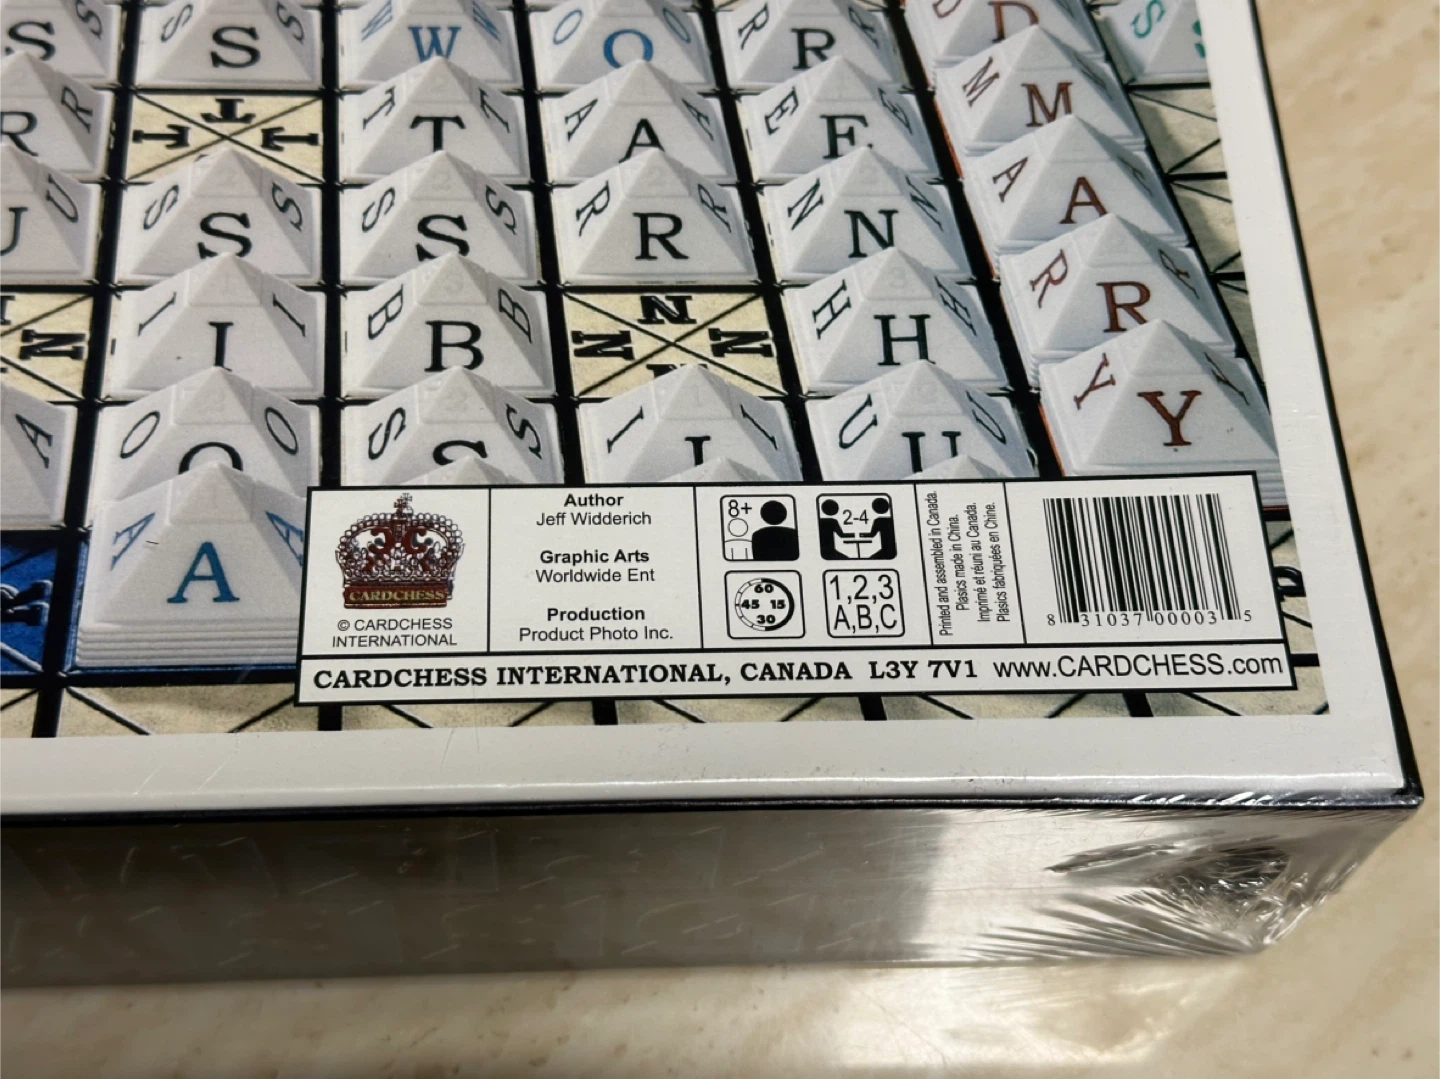 S S S S S W W W O O O R R R S D S S
R R T T T T T T A A A E E E M M
U U S S S S S S R R R N N N A A
N I I I B B B N N N N H H H R R R
A O O O S S S I I I U U U Y Y Y
A A A
CARDCHESS
© CARDCHESS
INTERNATIONAL
Author
Jeff Widderich
Graphic Arts
Worldwide Ent
Production
Product Photo Inc.
8+
2-4
60
45 15
30
1,2,3
A,B,C
Printed and assembled in Canada.
Plasics made in China.
Imprimé et réuni au Canada.
Plasics fabriquées en Chine.
8 31037 00003 5
CARDCHESS INTERNATIONAL, CANADA L3Y 7V1 www.CARDCHESS.com